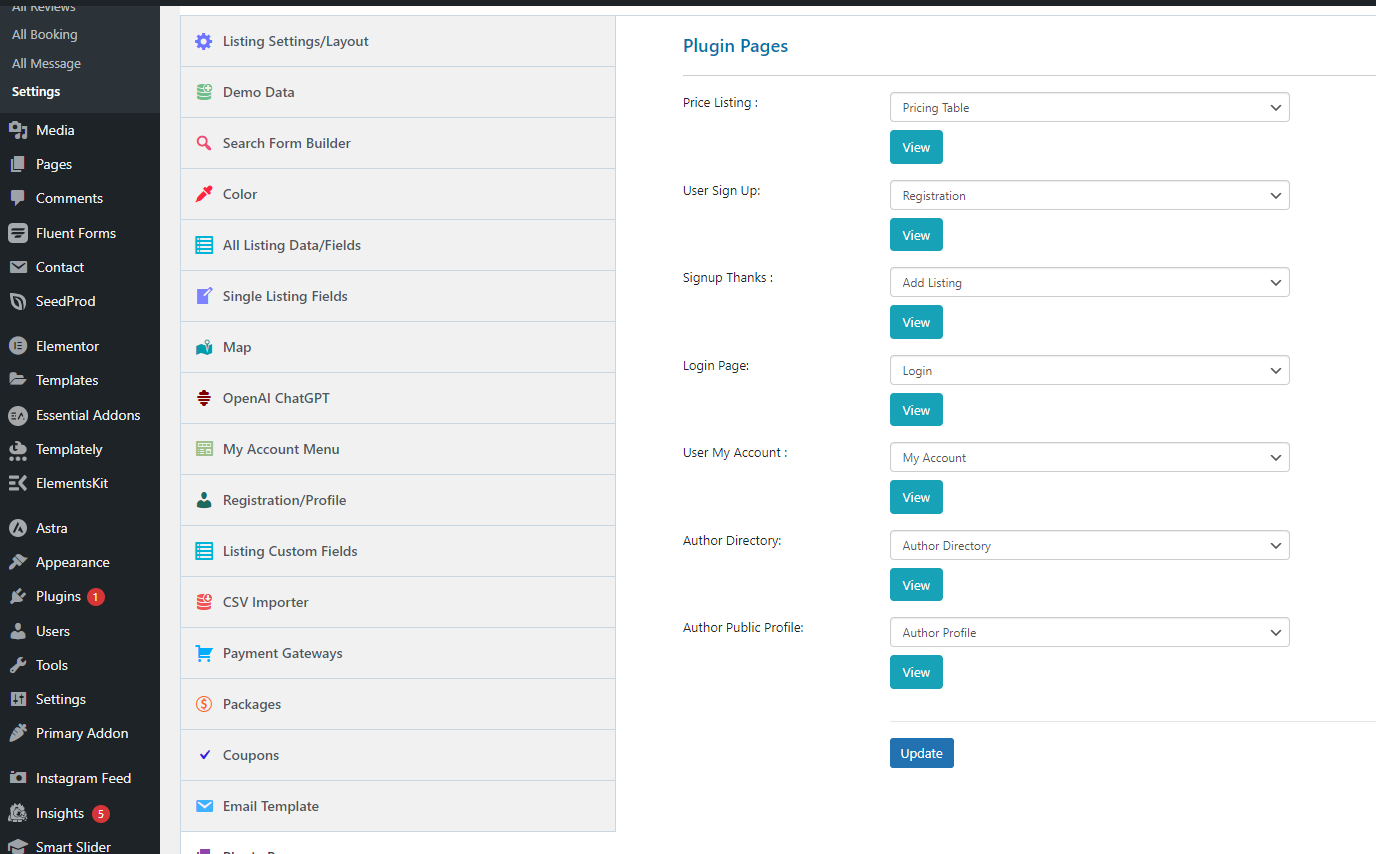 All Reviews
All Booking
All Message
Settings
Media
Pages
Comments
Fluent Forms
Contact
SeedProd
Elementor
Templates
Essential Addons
Templately
ElementsKit
Astra
Appearance
Plugins 1
Users
Tools
Settings
Primary Addon
Instagram Feed
Insights 5
Smart Slider
Listing Settings/Layout
Demo Data
Search Form Builder
Color
All Listing Data/Fields
Single Listing Fields
Map
OpenAI ChatGPT
My Account Menu
Registration/Profile
Listing Custom Fields
CSV Importer
Payment Gateways
Packages
Coupons
Email Template
Plugin Pages
Price Listing :
Pricing Table
View
User Sign Up:
Registration
View
Signup Thanks :
Add Listing
View
Login Page:
Login
View
User My Account :
My Account
View
Author Directory:
Author Directory
View
Author Public Profile:
Author Profile
View
Update